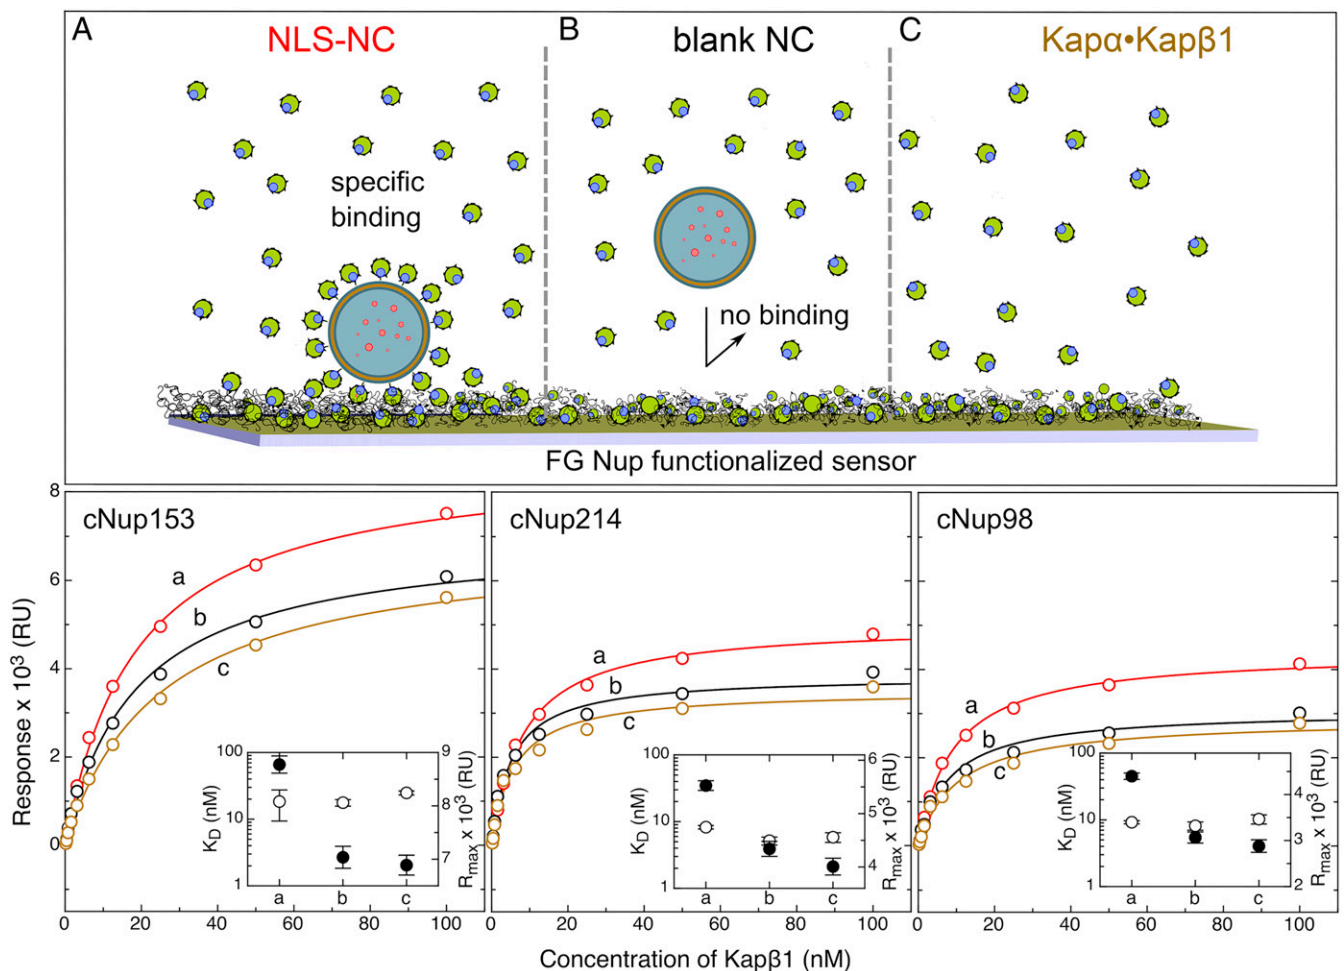 A
NLS-NC
B
blank NC
C
Kapα•Kapβ1
specific
binding
no binding
FG Nup functionalized sensor
Response x 10³ (RU)
8
6
4
2
0
cNup153
a
b
c
K_D (nM)
100
10
1
a b c
9
8
7
R_max x 10³ (RU)
0 20 40 60 80 100
cNup214
a
b
c
K_D (nM)
100
10
1
a b c
6
5
4
R_max x 10³ (RU)
0 20 40 60 80 100
cNup98
a
b
c
K_D (nM)
100
10
1
a b c
4
3
2
R_max x 10³ (RU)
0 20 40 60 80 100
Concentration of Kapβ1 (nM)